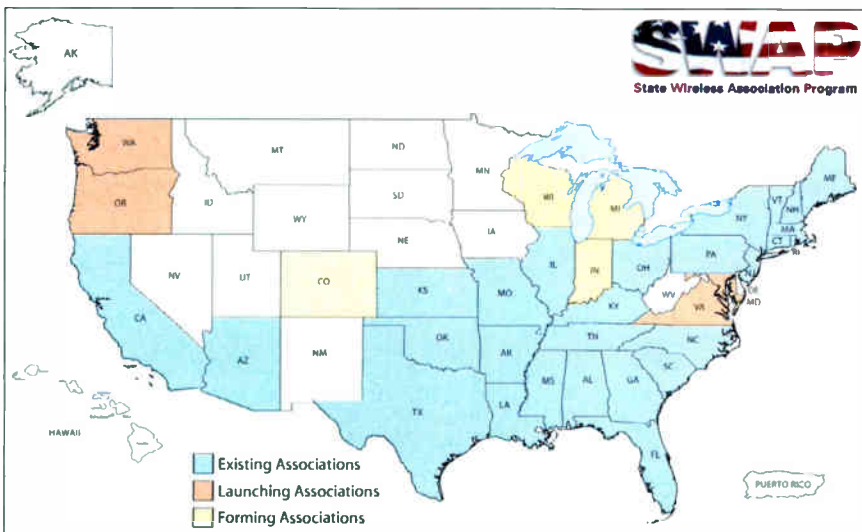 AK
SWAP
State Wireless Association Program
WA
MT
ND
MN
OR
ID
WY
SD
WI
MI
NY
VT
NH
ME
MA
CT
RI
NV
UT
CO
NE
IA
IL
IN
OH
PA
NJ
DE
MD
WV
VA
CA
AZ
NM
KS
MO
KY
OK
AR
TN
NC
SC
TX
LA
MS
AL
GA
FL
HAWAII
PUERTO RICO
Existing Associations
Launching Associations
Forming Associations